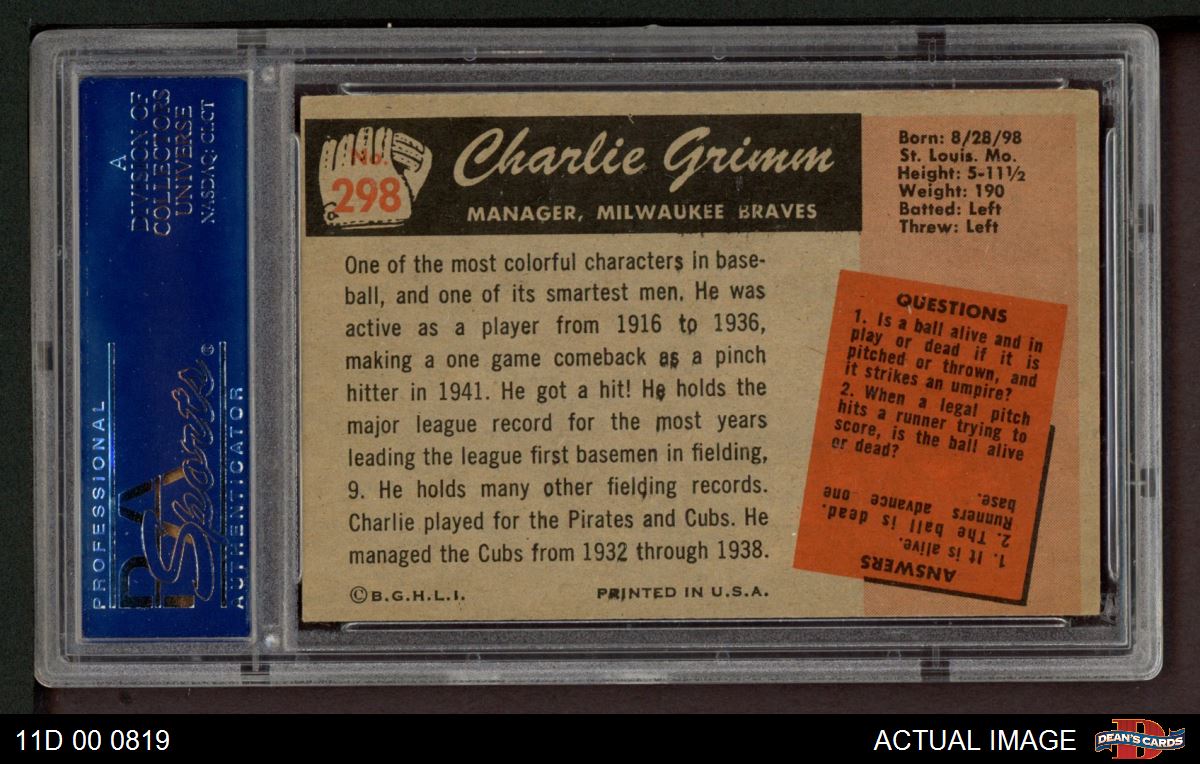 A
DIVISION OF
COLLECTORS
UNIVERSE
NASDAQ: CLCT
PROFESSIONAL
PSA
Sports®
AUTHENTICATOR
No.
298
Charlie Grimm
MANAGER, MILWAUKEE BRAVES
Born: 8/28/98
St. Louis. Mo.
Height: 5-11½
Weight: 190
Batted: Left
Threw: Left
One of the most colorful characters in base-
ball, and one of its smartest men. He was
active as a player from 1916 to 1936,
making a one game comeback as a pinch
hitter in 1941. He got a hit! He holds the
major league record for the most years
leading the league first basemen in fielding,
9. He holds many other fielding records.
Charlie played for the Pirates and Cubs. He
managed the Cubs from 1932 through 1938.
©B.G.H.L.I.
PRINTED IN U.S.A.
QUESTIONS
1. Is a ball alive and in
play or dead if it is
pitched or thrown, and
it strikes an umpire?
2. When a legal pitch
hits a runner trying to
score, is the ball alive
or dead?
ANSWERS
1. It is alive.
2. The ball is dead.
Runners advance one
base.
11D 00 0819
ACTUAL IMAGE
D
DEAN'S CARDS